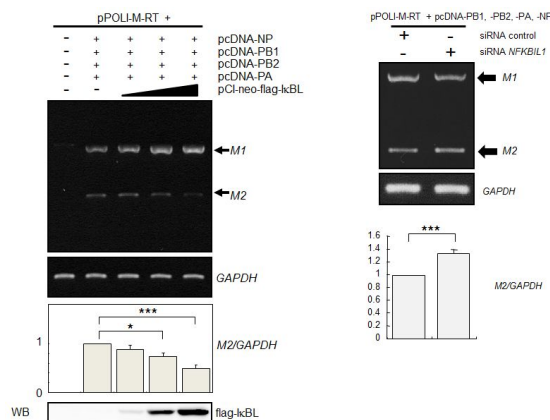 pPOLI-M-RT +
- + + + + pcDNA-NP
- + + + + pcDNA-PB1
- + + + + pcDNA-PB2
- + + + + pcDNA-PA
- - pCI-neo-flag-IκBL
M1
M2
GAPDH
***
*
1
0
M2/GAPDH
WB
flag-IκBL
pPOLI-M-RT + pcDNA-PB1, -PB2, -PA, -NP
+ - siRNA control
- + siRNA NFKBIL1
M1
M2
GAPDH
***
1.6
1.4
1.2
1
0.8
0.6
0.4
0.2
0
M2/GAPDH